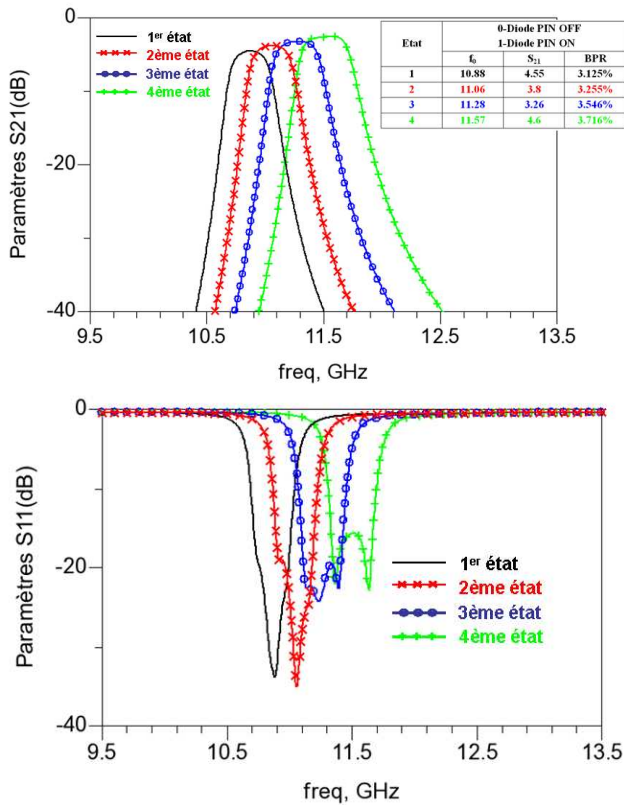 1er état
2ème état
3ème état
4ème état
Etat
0-Diode PIN OFF
1-Diode PIN ON
f0 S21 BPR
1 10.88 4.55 3.125%
2 11.06 3.8 3.255%
3 11.28 3.26 3.546%
4 11.57 4.6 3.716%
Paramètres S21(dB)
0
-20
-40
9.5 10.5 11.5 12.5 13.5
freq, GHz
Paramètres S11(dB)
0
-20
-40
1er état
2ème état
3ème état
4ème état
9.5 10.5 11.5 12.5 13.5
freq, GHz